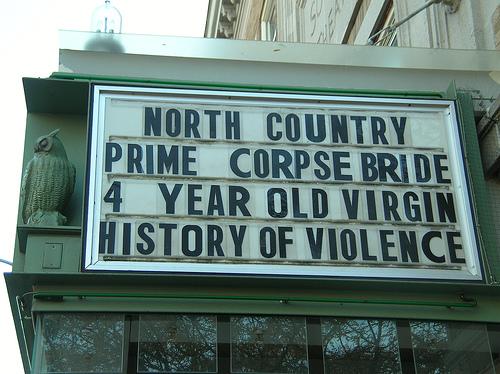 NORTH COUNTRY
PRIME CORPSE BRIDE
4 YEAR OLD VIRGIN
HISTORY OF VIOLENCE